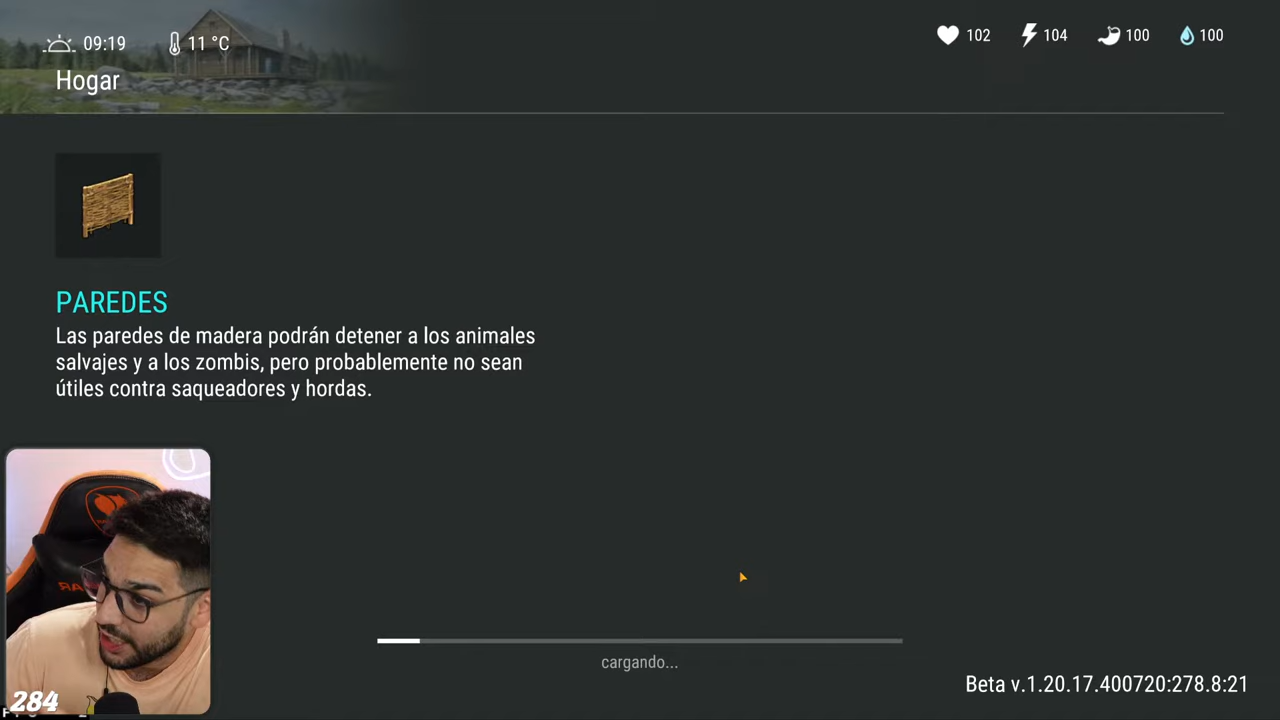 09:19 11 °C 102 104 100 100
Hogar
PAREDES
Las paredes de madera podrán detener a los animales
salvajes y a los zombis, pero probablemente no sean
útiles contra saqueadores y hordas.
cargando...
Beta v.1.20.17.400720:278.8:21
284